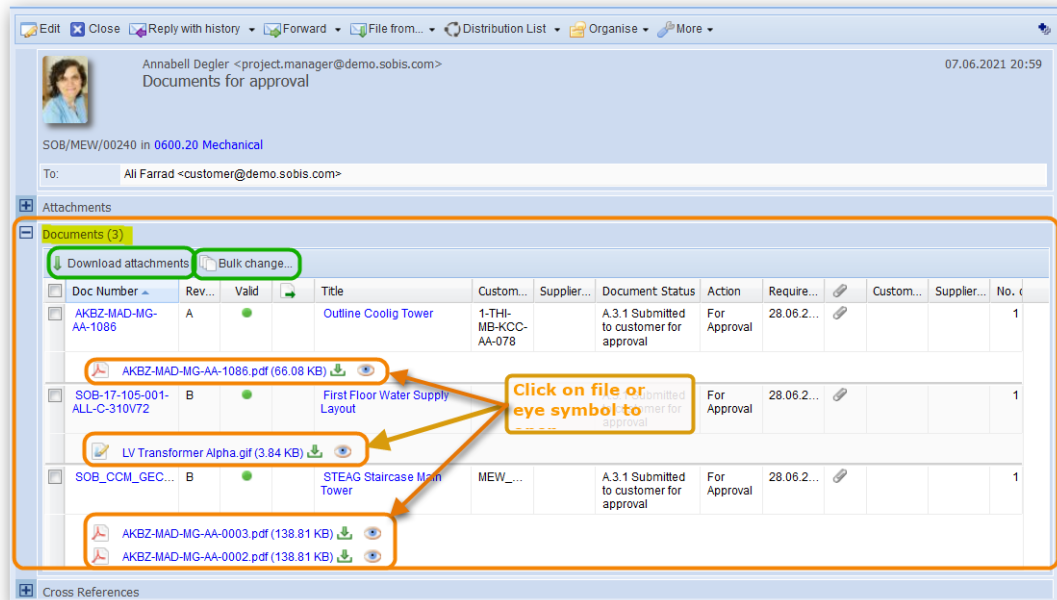 Edit Close Reply with history Forward File from... Distribution List Organise More
Annabell Degler <project.manager@demo.sobis.com> 07.06.2021 20:59
Documents for approval
SOB/MEW/00240 in 0600.20 Mechanical
To: Ali Farrad <customer@demo.sobis.com>
Attachments
Documents (3)
Download attachments Bulk change...
Doc Number Rev... Valid Title Custom... Supplier... Document Status Action Require... Custom... Supplier... No. 
AKBZ-MAD-MG- A Outline Coolig Tower 1-THI- A.3.1 Submitted For 28.06.2... 1
AA-1086 MB-KCC- to customer for Approval
AA-078 approval
AKBZ-MAD-MG-AA-1086.pdf (66.08 KB)
SOB-17-105-001- B First Floor Water Supply A.3.1 Submitted For 28.06.2... 1
ALL-C-310V72 Layout to customer for Approval
approval
Click on file or
eye symbol to
LV Transformer Alpha.gif (3.84 KB)
SOB_CCM_GEC... B STEAG Staircase Main MEW_... A.3.1 Submitted For 28.06.2... 1
Tower to customer for Approval
approval
AKBZ-MAD-MG-AA-0003.pdf (138.81 KB)
AKBZ-MAD-MG-AA-0002.pdf (138.81 KB)
Cross References